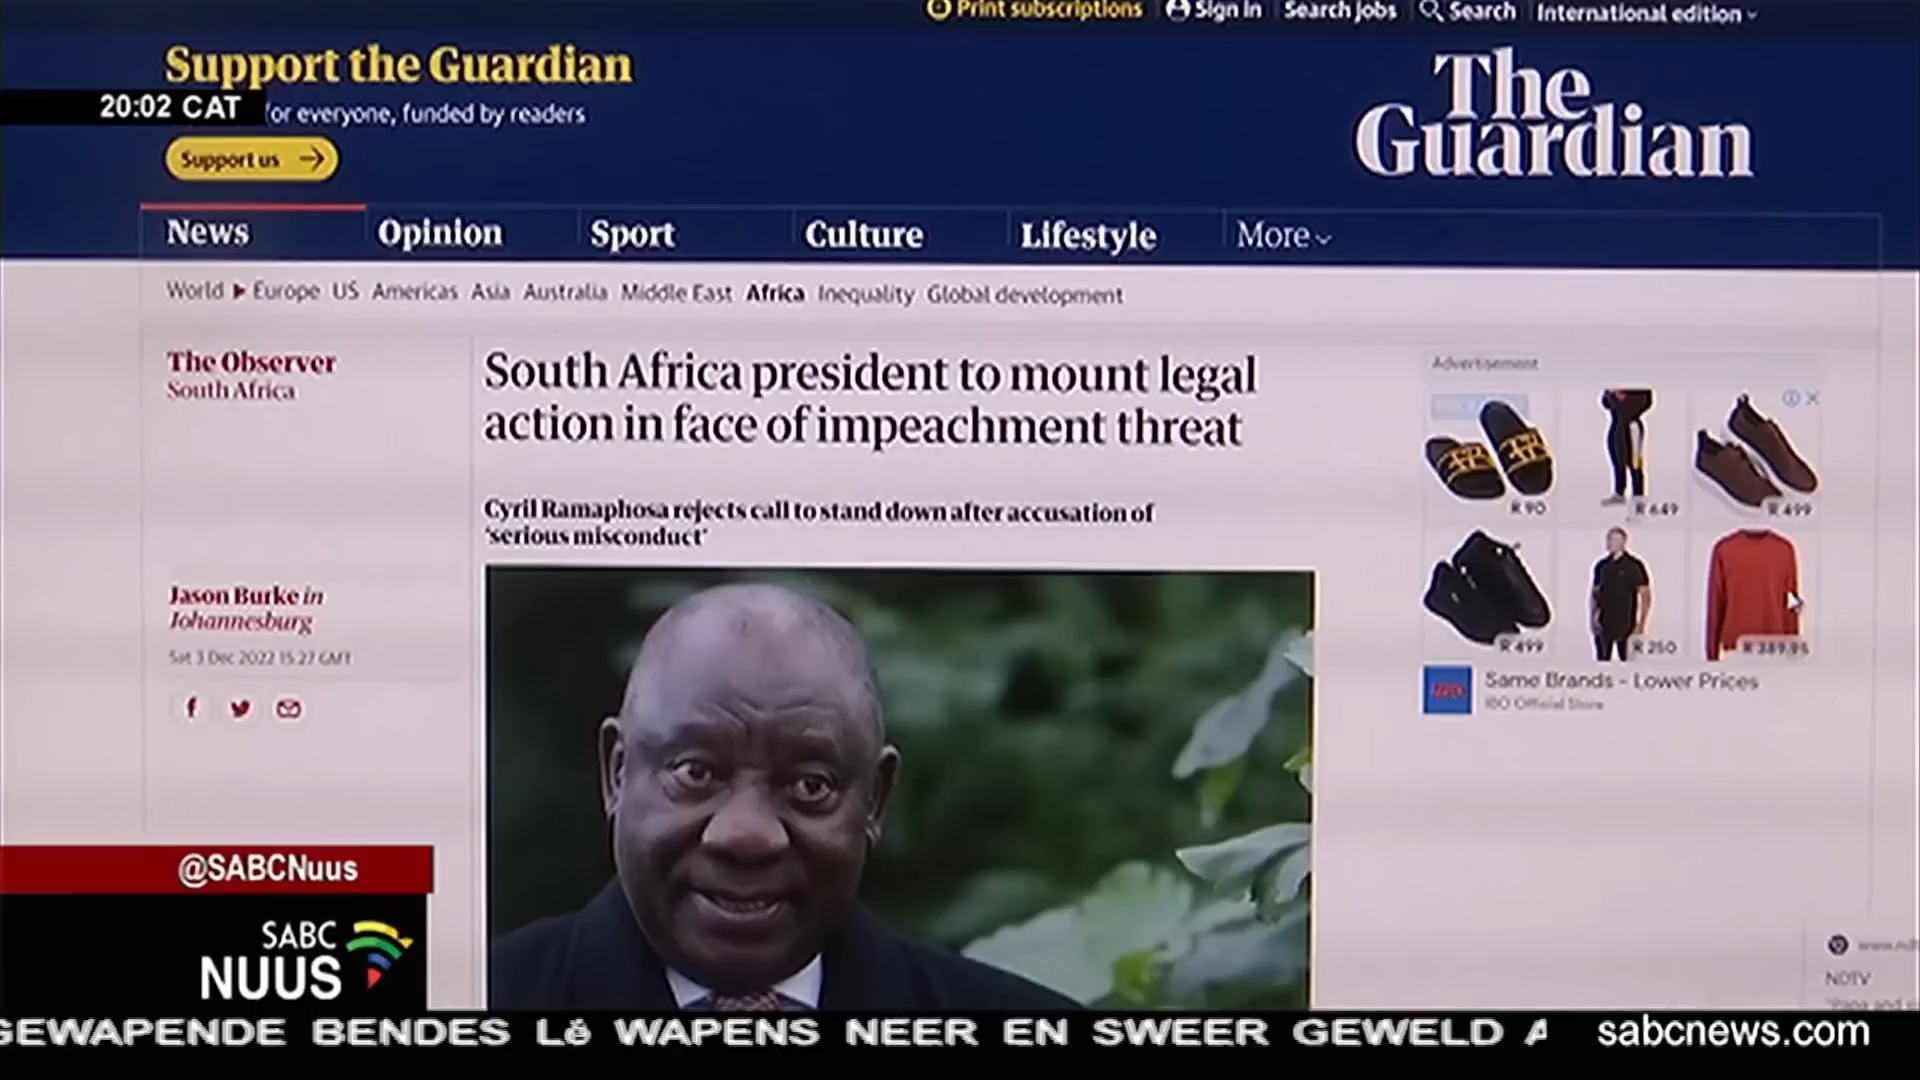 Print subscriptions
Sign in
Search jobs
Search
International edition
Support the Guardian
20:02 CAT
for everyone, funded by readers
Support us
The
Guardian
News
Opinion
Sport
Culture
Lifestyle
More
World Europe US Americas Asia Australia Middle East Africa Inequality Global development
The Observer
South Africa
South Africa president to mount legal
action in face of impeachment threat
Cyril Ramaphosa rejects call to stand down after accusation of
'serious misconduct'
Jason Burke in
Johannesburg
Sat 3 Dec 2022 15.27 GMT
Advertisement
R 90
R 649
R 499
R 499
R 250
R 389.95
Same Brands - Lower Prices
Official Store
@SABCNuus
SABC
NUUS
NDTV
GEWAPENDE BENDES Lê WAPENS NEER EN SWEER GEWELD A
sabcnews.com